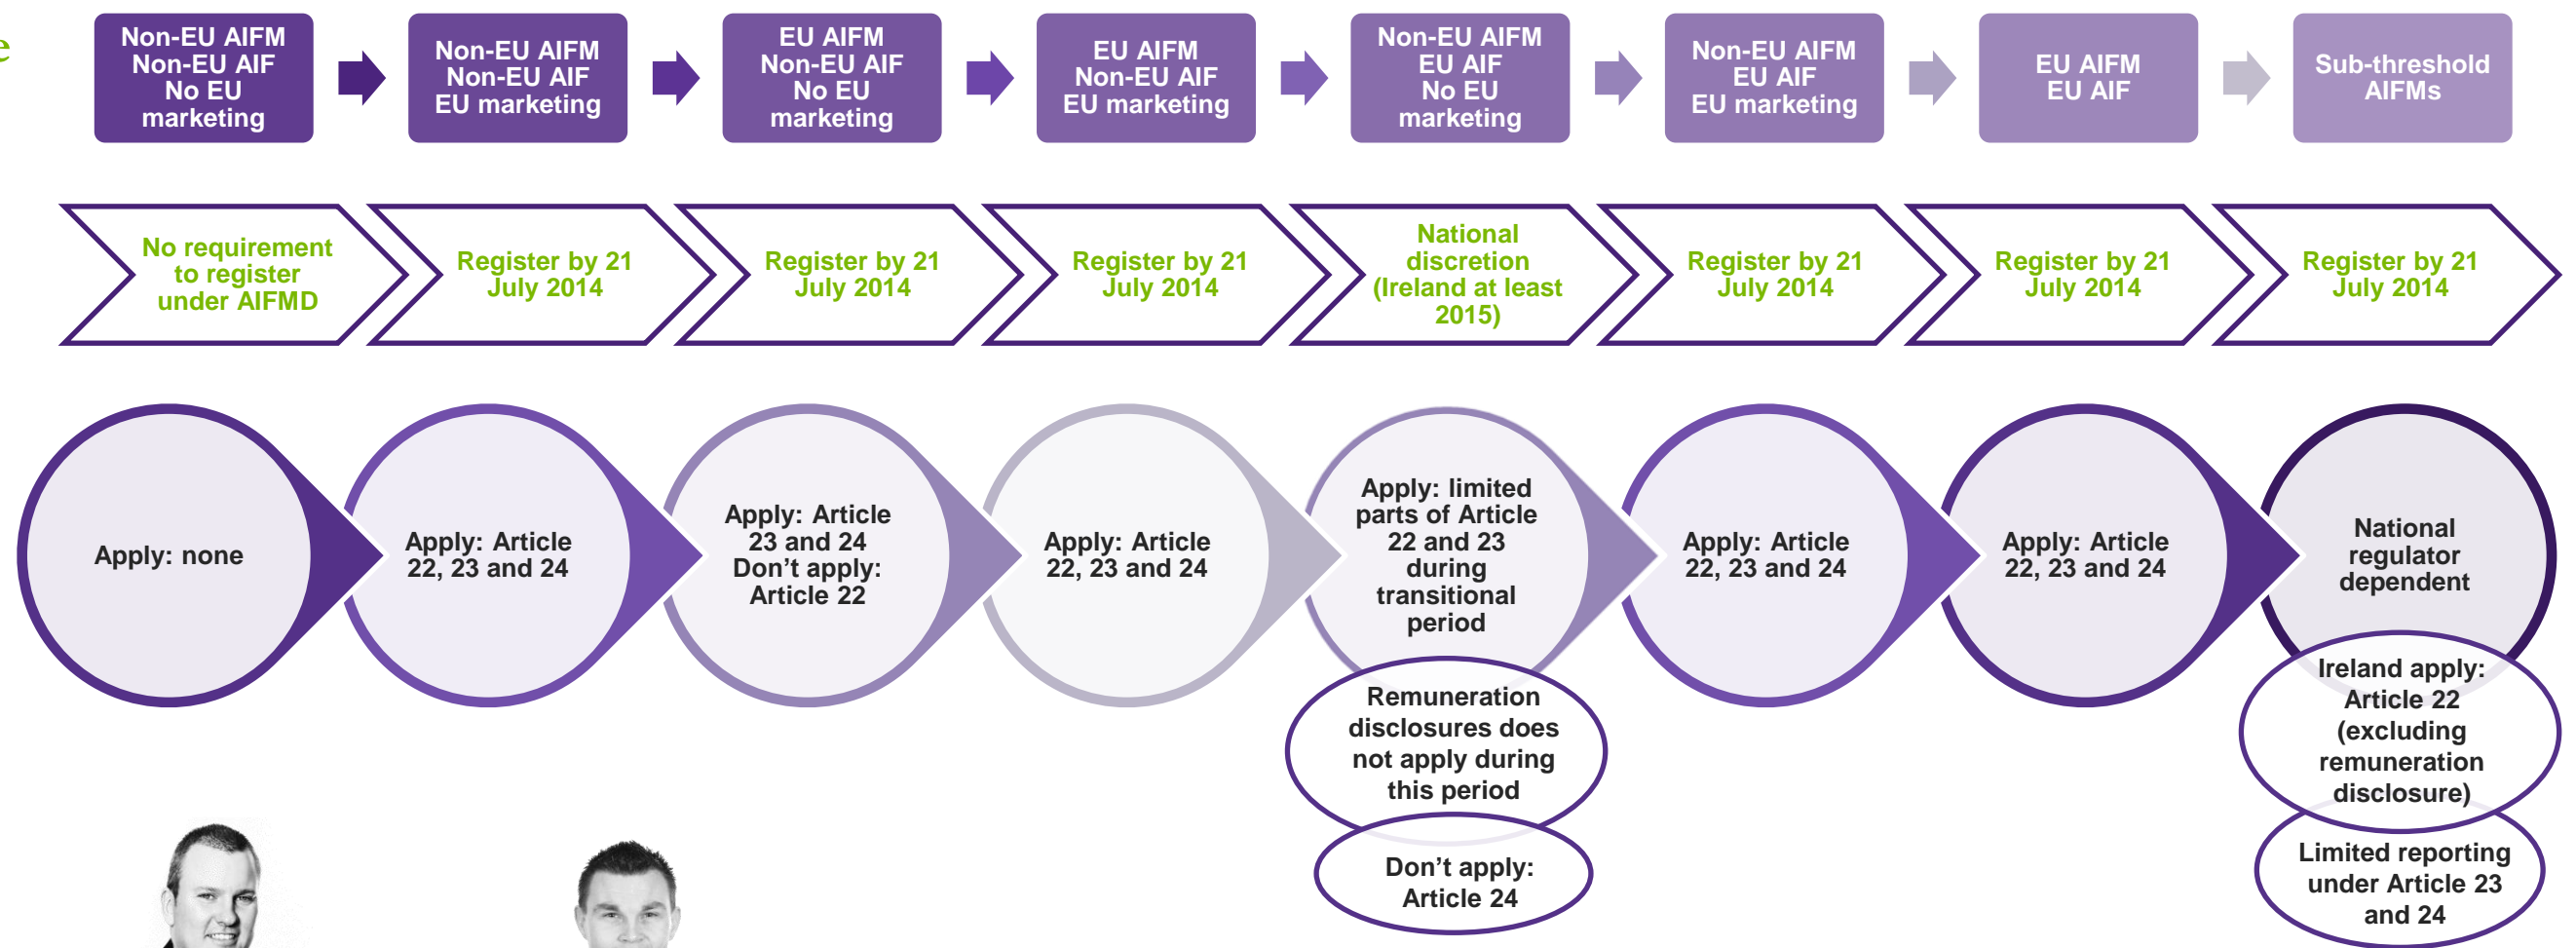 e
Non-EU AIFM
Non-EU AIF
No EU
marketing
Non-EU AIFM
Non-EU AIF
EU marketing
EU AIFM
Non-EU AIF
No EU
marketing
EU AIFM
Non-EU AIF
EU marketing
Non-EU AIFM
EU AIF
No EU
marketing
Non-EU AIFM
EU AIF
EU marketing
EU AIFM
EU AIF
Sub-threshold
AIFMs
No requirement
to register
under AIFMD
Register by 21
July 2014
Register by 21
July 2014
Register by 21
July 2014
National
discretion
(Ireland at least
2015)
Register by 21
July 2014
Register by 21
July 2014
Register by 21
July 2014
Apply: none
Apply: Article
22, 23 and 24
Apply: Article
23 and 24
Don’t apply:
Article 22
Apply: Article
22, 23 and 24
Apply: limited
parts of Article
22 and 23
during
transitional
period
Remuneration
disclosures does
not apply during
this period
Don’t apply:
Article 24
Apply: Article
22, 23 and 24
Apply: Article
22, 23 and 24
National
regulator
dependent
Ireland apply:
Article 22
(excluding
remuneration
disclosure)
Limited reporting
under Article 23
and 24